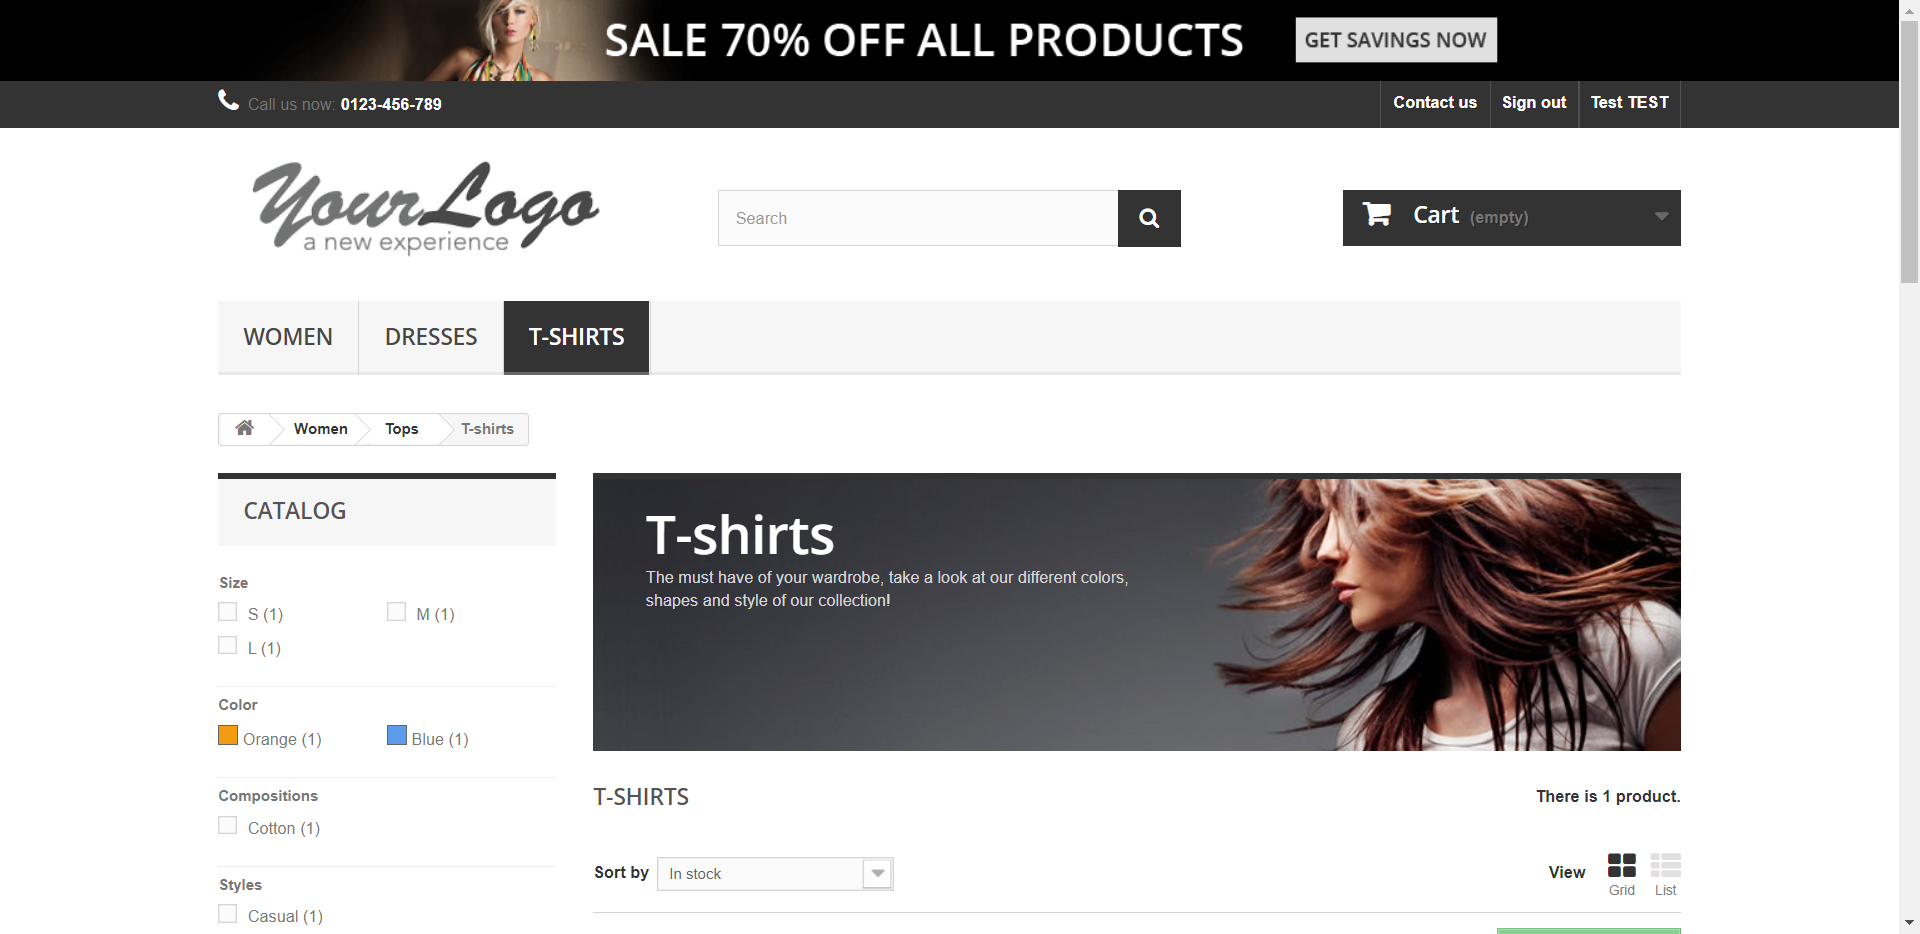 SALE 70% OFF ALL PRODUCTS GET SAVINGS NOW
Call us now: 0123-456-789 Contact us Sign out Test TEST
YourLogo
a new experience
Search
Cart (empty)
WOMEN DRESSES T-SHIRTS
Women Tops T-shirts
CATALOG
Size
S (1) M (1)
L (1)
Color
Orange (1) Blue (1)
Compositions
Cotton (1)
Styles
Casual (1)
T-shirts
The must have of your wardrobe, take a look at our different colors,
shapes and style of our collection!
T-SHIRTS There is 1 product.
Sort by In stock View Grid List